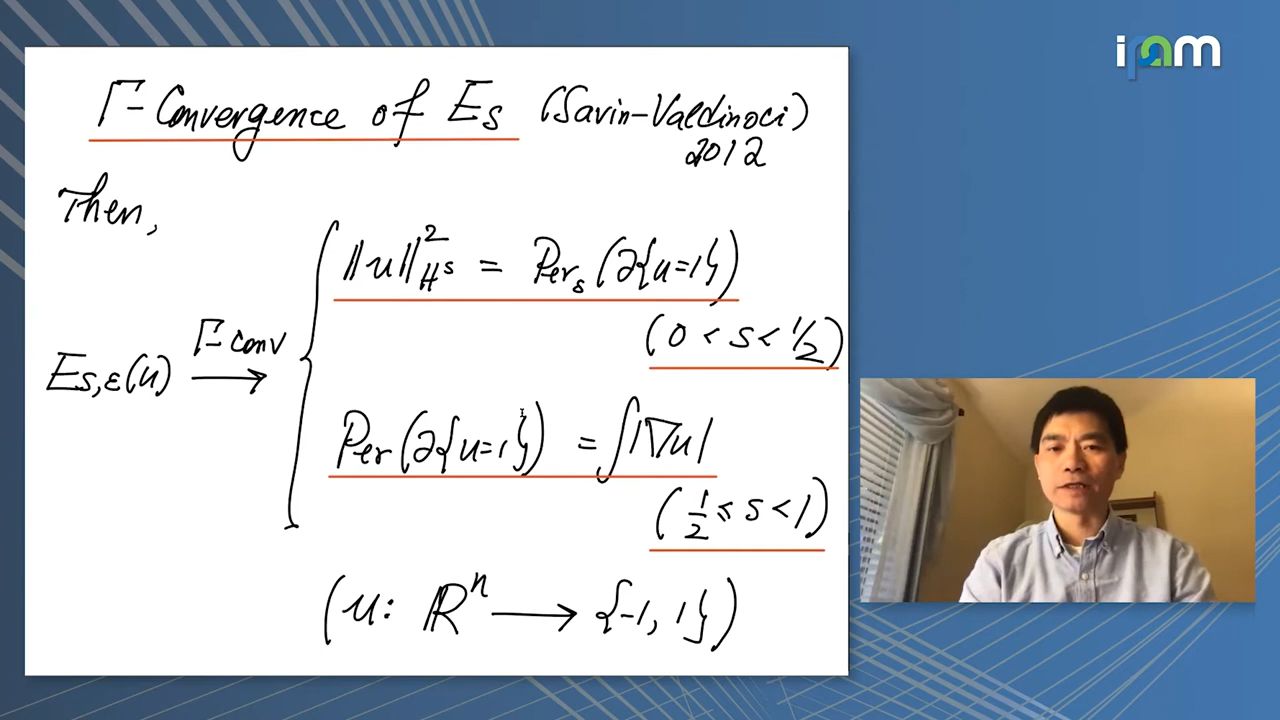 ipam
Γ-Convergence of Es (Savin-Valdinoci)
2012
Then,
‖u‖²_{H^s} = Per_s(∂{u=1})
(0 < s < 1/2)
E_{s,ε}(u) Γ-conv ⟶
Per(∂{u=1}) = ∫|∇u|
(1/2 ≤ s < 1)
(u: ℝⁿ ⟶ {-1, 1})